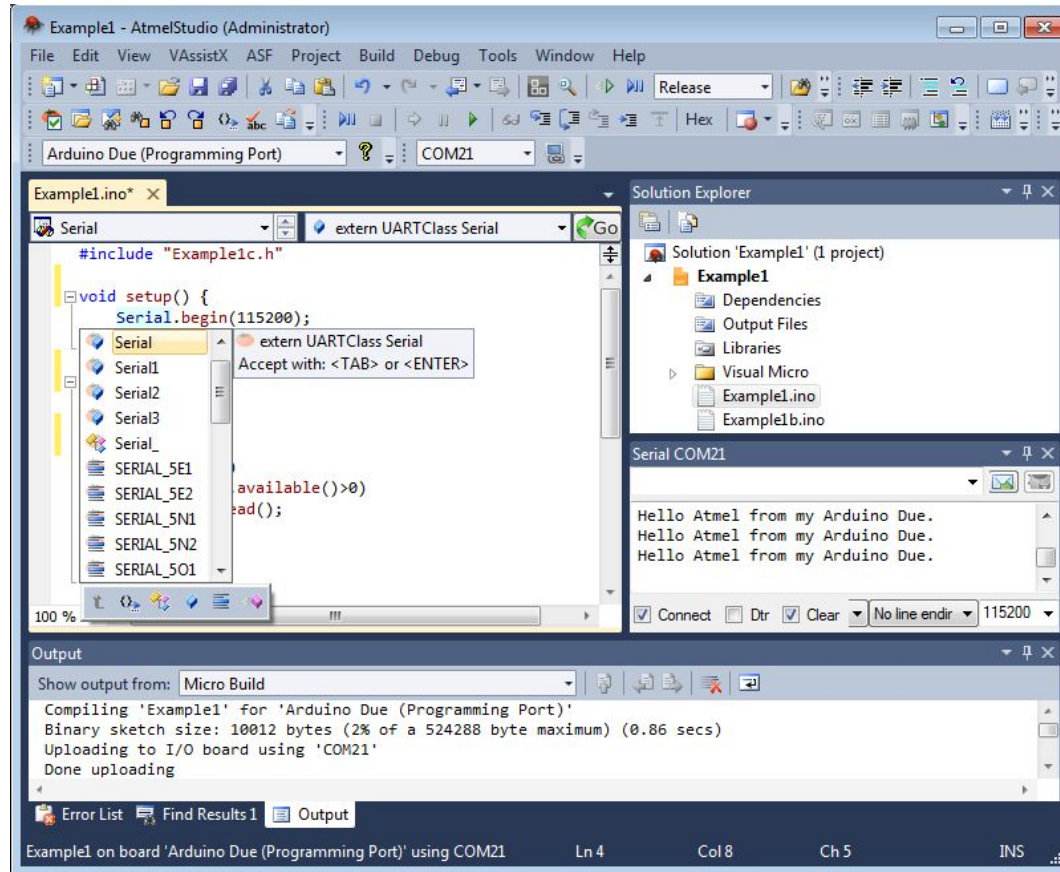 Example1 - AtmelStudio (Administrator)
File Edit View VAssistX ASF Project Build Debug Tools Window Help
Release
Hex
Arduino Due (Programming Port) COM21
Example1.ino*
Serial extern UARTClass Serial Go
#include "Example1c.h"
void setup() {
Serial.begin(115200);
Serial
Serial1
Serial2
Serial3
Serial_
SERIAL_5E1
SERIAL_5E2
SERIAL_5N1
SERIAL_5N2
SERIAL_5O1
extern UARTClass Serial
Accept with: <TAB> or <ENTER>
)
.available()>0)
ead();
100 %
Solution Explorer
Solution 'Example1' (1 project)
Example1
Dependencies
Output Files
Libraries
Visual Micro
Example1.ino
Example1b.ino
Serial COM21
Hello Atmel from my Arduino Due.
Hello Atmel from my Arduino Due.
Hello Atmel from my Arduino Due.
Connect Dtr Clear No line endir 115200
Output
Show output from: Micro Build
Compiling 'Example1' for 'Arduino Due (Programming Port)'
Binary sketch size: 10012 bytes (2% of a 524288 byte maximum) (0.86 secs)
Uploading to I/O board using 'COM21'
Done uploading
Error List Find Results 1 Output
Example1 on board 'Arduino Due (Programming Port)' using COM21 Ln 4 Col 8 Ch 5 INS